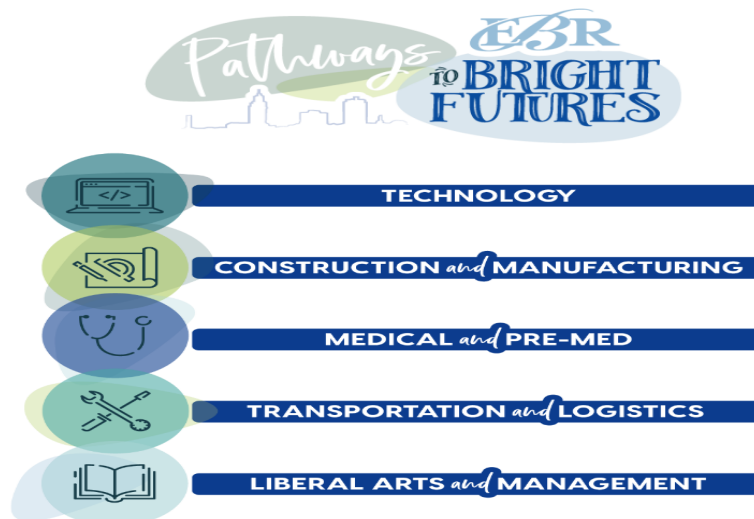 Pathways
EBR
TO BRIGHT
FUTURES
</>
TECHNOLOGY
CONSTRUCTION and MANUFACTURING
MEDICAL and PRE-MED
TRANSPORTATION and LOGISTICS
LIBERAL ARTS and MANAGEMENT